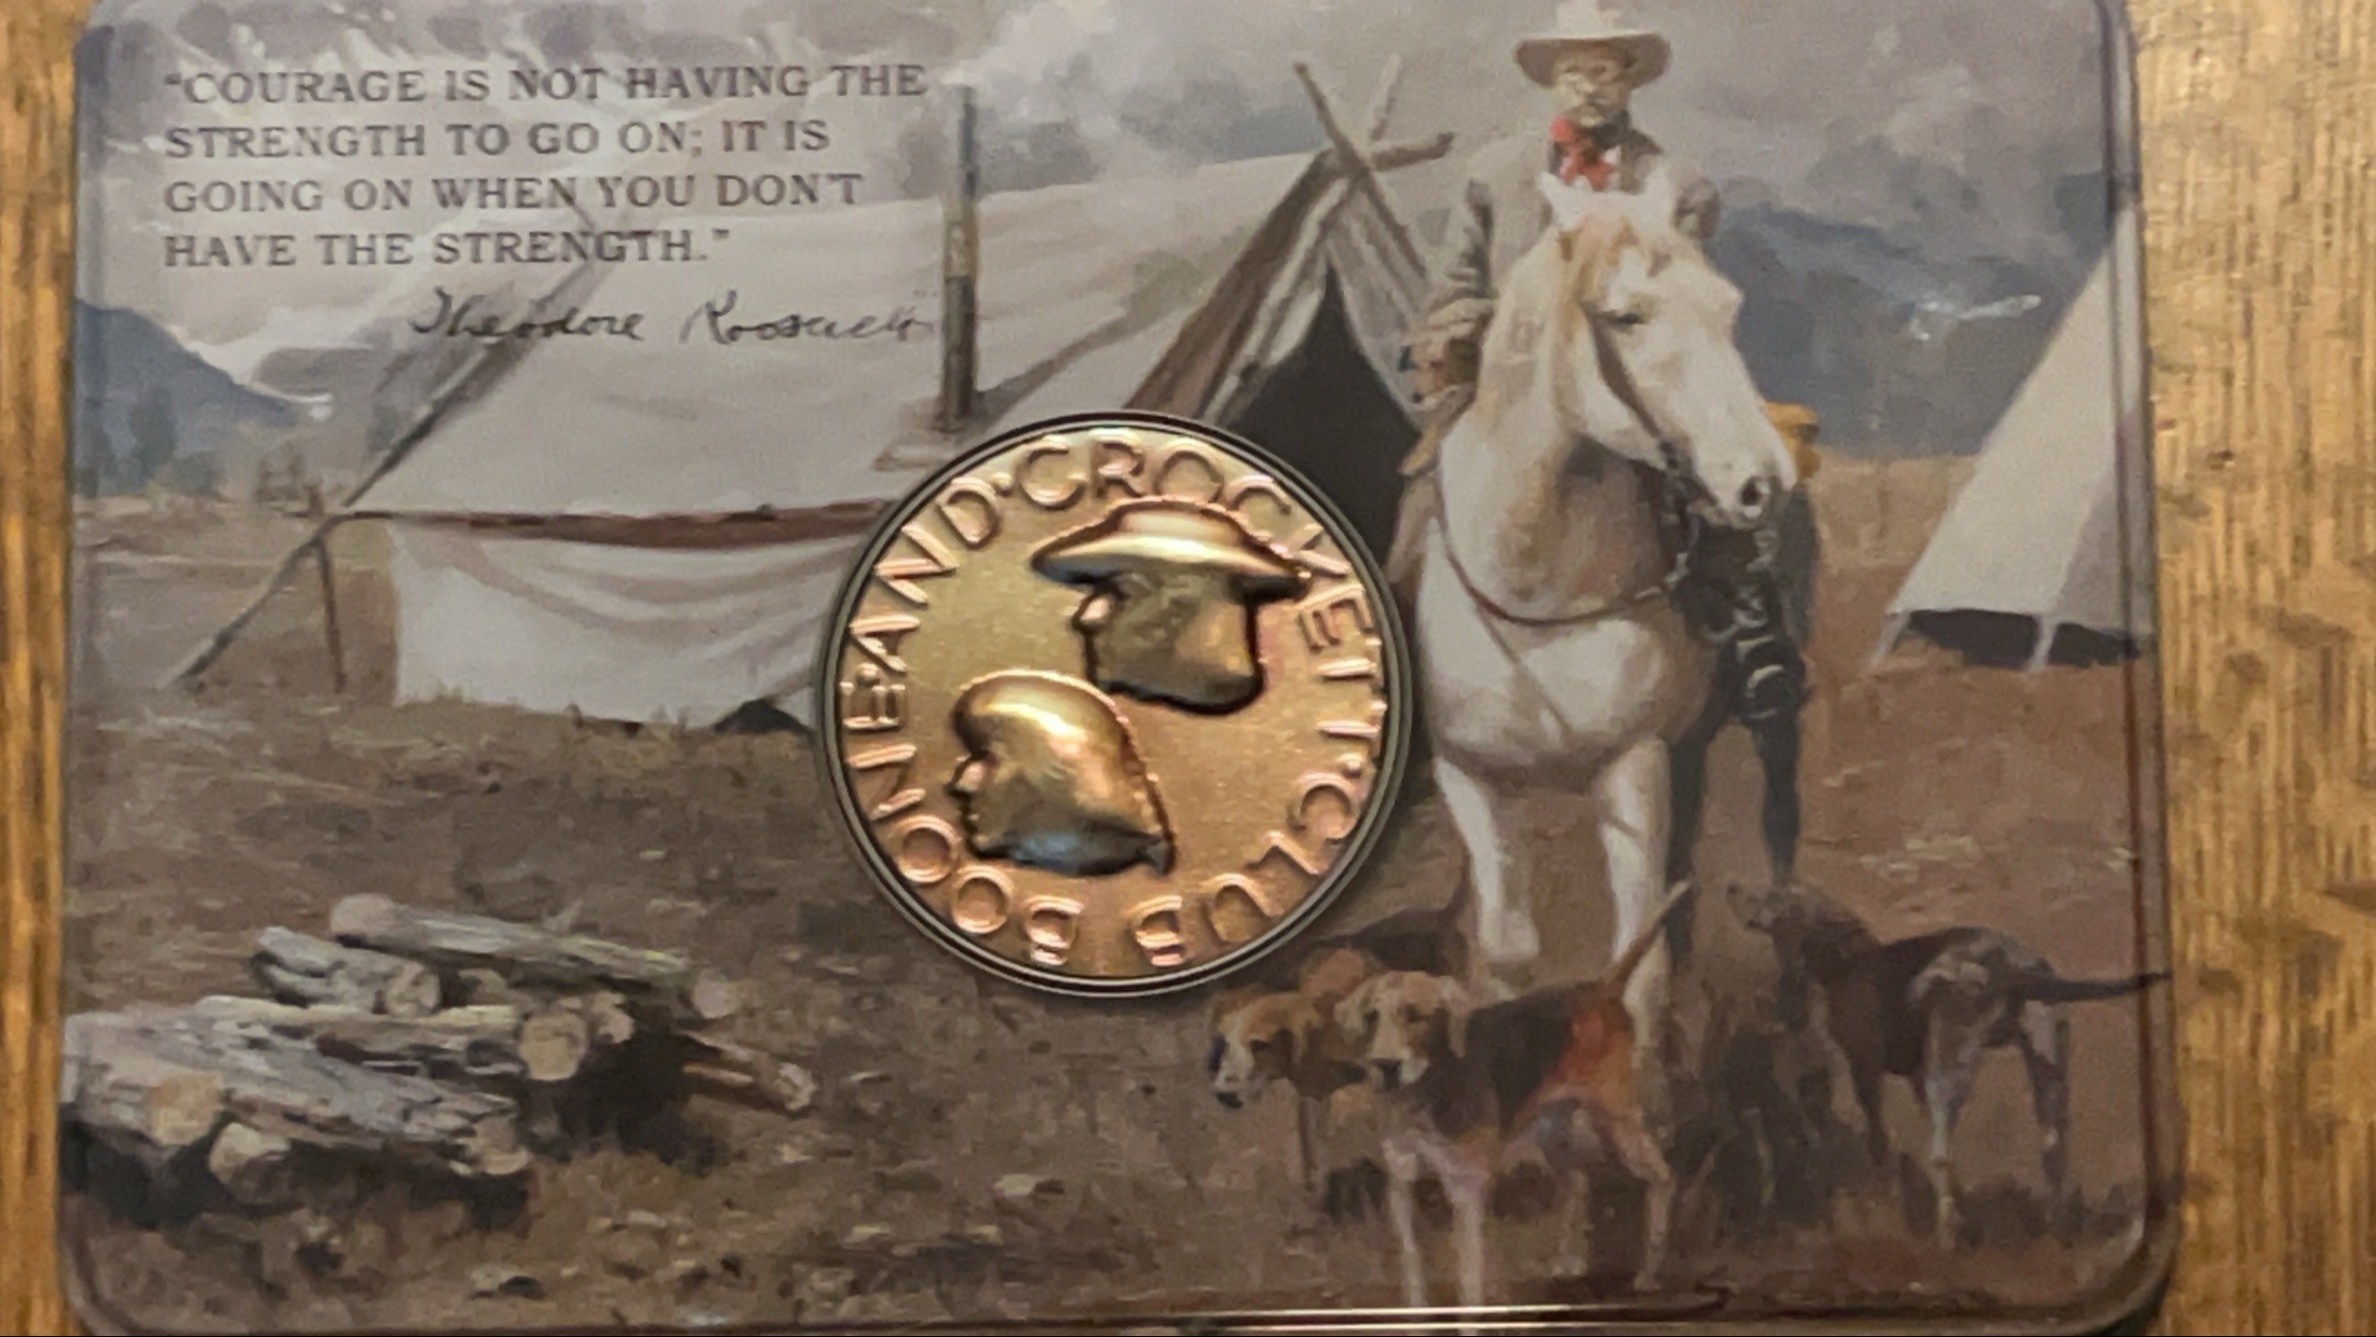 "COURAGE IS NOT HAVING THE
STRENGTH TO GO ON; IT IS
GOING ON WHEN YOU DON'T
HAVE THE STRENGTH."
Theodore Roosevelt
BOONE·AND·CROCKETT·CLUB